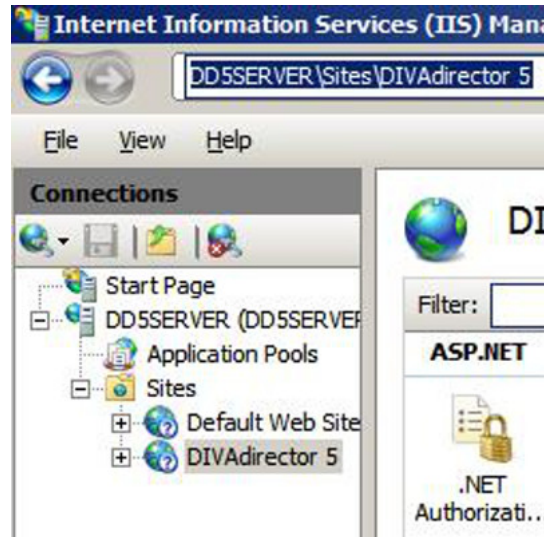 Internet Information Services (IIS) Mana
DD5SERVER\Sites\DIVAdirector 5
File View Help
Connections
Start Page
DD5SERVER (DD5SERVER
Application Pools
Sites
Default Web Site
DIVAdirector 5
DI
Filter:
ASP.NET
.NET
Authorizati...